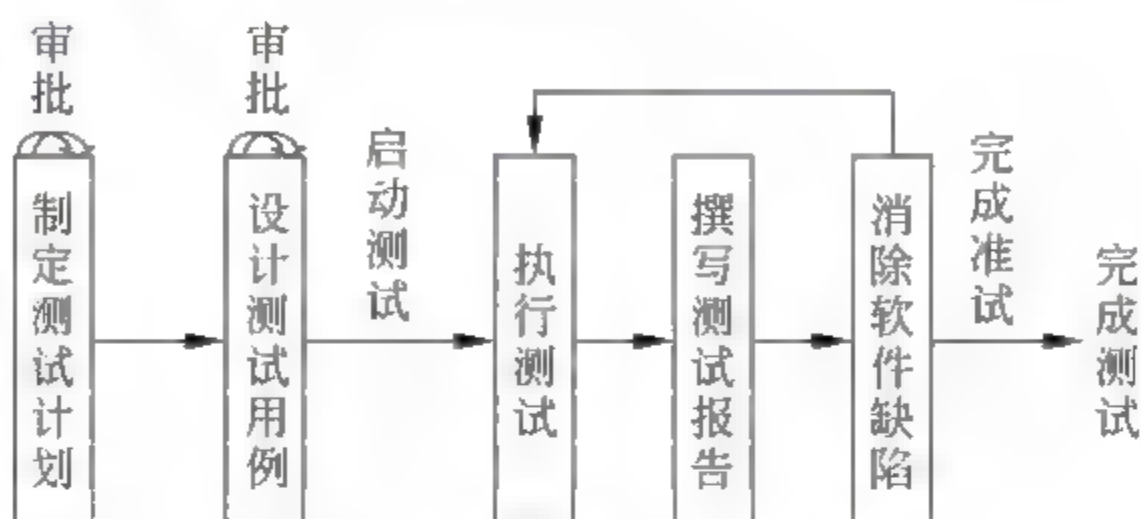 审批
制定测试计划
审批
设计测试用例
启动测试
执行测试
撰写测试报告
消除软件缺陷
完成准试
完成测试